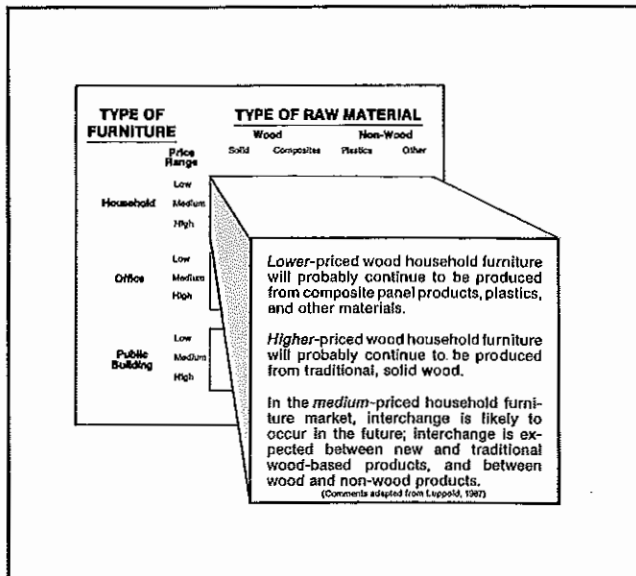 TYPE OF FURNITURE
TYPE OF RAW MATERIAL
Wood
Non-Wood
Price Range
Solid
Composites
Plastics
Other
Household
Low
Medium
High
Office
Low
Medium
High
Public Building
Low
Medium
High
Lower-priced wood household furniture
will probably continue to be produced
from composite panel products, plastics,
and other materials.
Higher-priced wood household furniture
will probably continue to be produced
from traditional, solid wood.
In the medium-priced household furni-
ture market, interchange is likely to
occur in the future; interchange is ex-
pected between new and traditional
wood-based products, and between
wood and non-wood products.
(Comments adapted from Luppold, 1987)